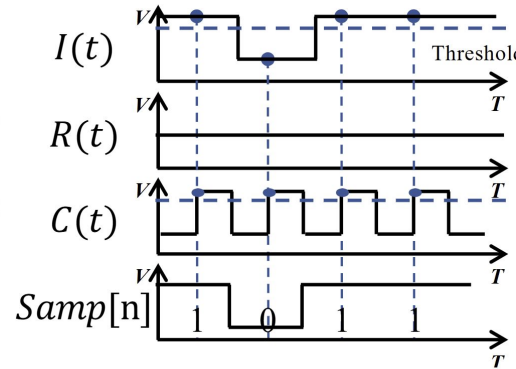 V
I(t)
Threshold
T
V
R(t)
T
V
C(t)
T
V
Samp[n]
1 0 1 1
T